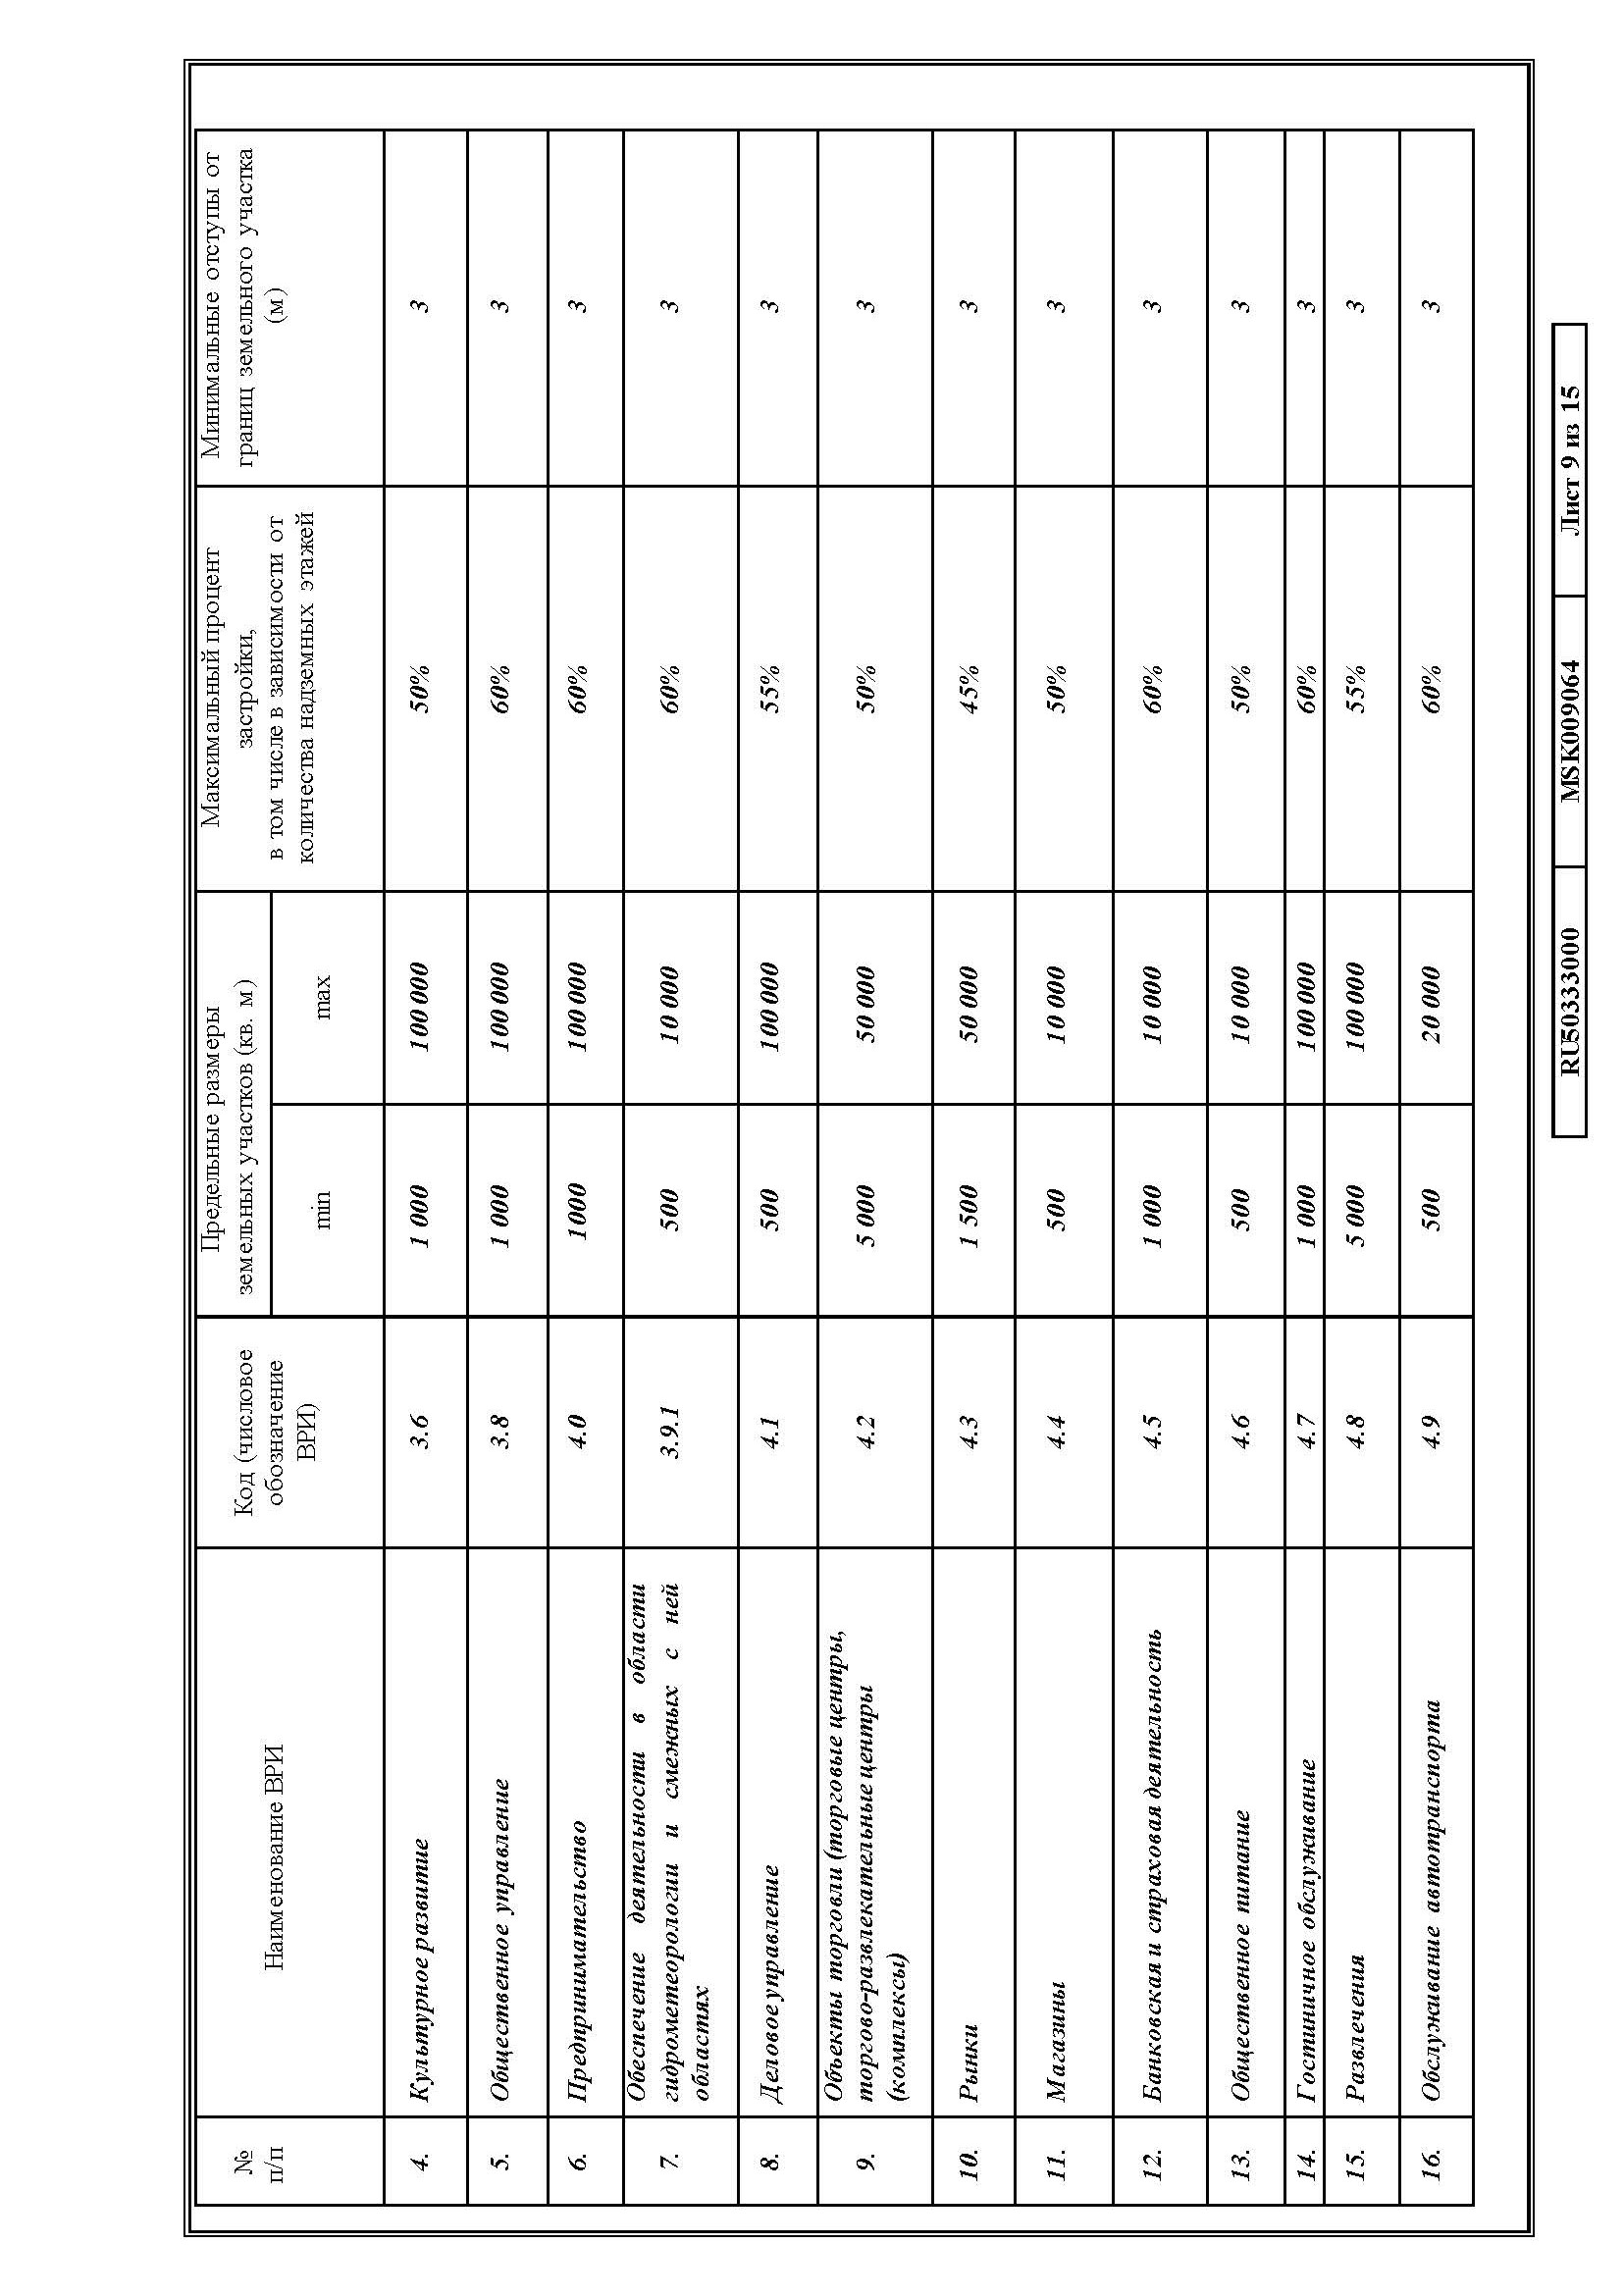 №
п/п
Наименование ВРИ
Код (числовое
обозначение
ВРИ)
Предельные размеры
земельных участков (кв. м)
min
max
Максимальный процент
застройки,
в том числе в зависимости от
количества надземных этажей
Минимальные отступы от
границ земельного участка
(м)
4. Культурное развитие 3.6 1 000 100 000 50% 3
5. Общественное управление 3.8 1 000 100 000 60% 3
6. Предпринимательство 4.0 1000 100 000 60% 3
7. Обеспечение деятельности в области
гидрометеорологии и смежных с ней
областях
3.9.1 500 10 000 60% 3
8. Деловое управление 4.1 500 100 000 55% 3
9. Объекты торговли (торговые центры,
торгово-развлекательные центры
(комплексы)
4.2 5 000 50 000 50% 3
10. Рынки 4.3 1 500 50 000 45% 3
11. Магазины 4.4 500 10 000 50% 3
12. Банковская и страховая деятельность 4.5 1 000 10 000 60% 3
13. Общественное питание 4.6 500 10 000 50% 3
14. Гостиничное обслуживание 4.7 1 000 100 000 60% 3
15. Развлечения 4.8 5 000 100 000 55% 3
16. Обслуживание автотранспорта 4.9 500 20 000 60% 3
RU50333000 MSK009064 Лист 9 из 15